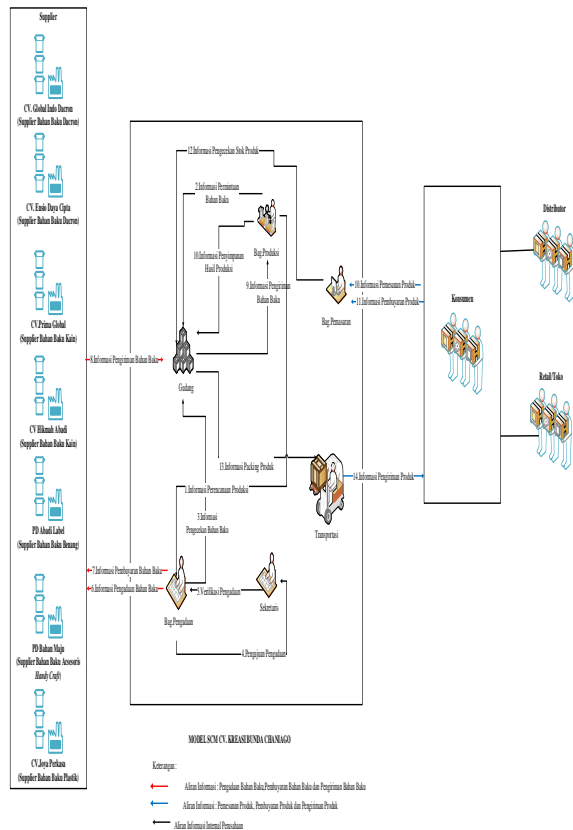 Supplier
CV. Global Indo Dacron
(Supplier Bahan Baku Dacron)
CV. Ensio Daya Cipta
(Supplier Bahan Baku Dacron)
CV.Prima Global
(Supplier Bahan Baku Kain)
CV Hikmah Abadi
(Supplier Bahan Baku Kain)
PD Abadi Label
(Supplier Bahan Baku Benang)
PD Bahan Maju
(Supplier Bahan Baku Acsesoris
Handy Craft)
CV.Joya Perkasa
(Supplier Bahan Baku Plastik)
12.Informasi Pengecekan Stok Produk
2.Informasi Permintaan
Bahan Baku
Bag.Produksi
10.Informasi Penyimpanan
Hasil Produksi
9.Informasi Pengiriman
Bahan Baku
Bag.Pemasaran
10.Informasi Pemesanan Produk
11.Informasi Pembayaran Produk
Konsumen
Distributor
Retail/Toko
8.Informasi Pengiriman Bahan Baku
Gudang
13.Informasi Packing Produk
1.Informasi Perencanaan Produksi
3.Informasi
Pengecekan Bahan Baku
14.Informasi Pengiriman Produk
Transportasi
7.Informasi Pembayaran Bahan Baku
6.Informasi Pengadaan Bahan Baku
5.Verifikasi Pengadaan
Sekretaris
Bag.Pengadaan
4.Pengajuan Pengadaan
MODEL SCM CV. KREASI BUNDA CHANIAGO
Keterangan :
Aliran Informasi : Pengadaan Bahan Baku,Pembayaran Bahan Baku dan Pengiriman Bahan Baku
Aliran Informasi : Pemesanan Produk, Pembayaran Produk dan Pengiriman Produk
Aliran Informasi Internal Perusahaan